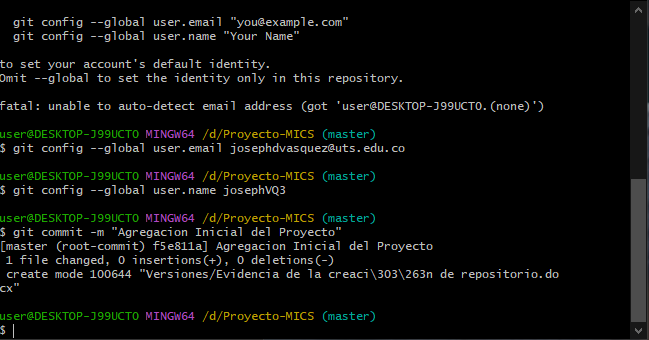 git config --global user.email "you@example.com"
git config --global user.name "Your Name"
to set your account's default identity.
Omit --global to set the identity only in this repository.
fatal: unable to auto-detect email address (got 'user@DESKTOP-J99UCTO.(none)')
user@DESKTOP-J99UCTO MINGW64 /d/Proyecto-MICS (master)
$ git config --global user.email josephdvasquez@uts.edu.co
user@DESKTOP-J99UCTO MINGW64 /d/Proyecto-MICS (master)
$ git config --global user.name josephVQ3
user@DESKTOP-J99UCTO MINGW64 /d/Proyecto-MICS (master)
$ git commit -m "Agregacion Inicial del Proyecto"
[master (root-commit) f5e811a] Agregacion Inicial del Proyecto
1 file changed, 0 insertions(+), 0 deletions(-)
create mode 100644 "Versiones/Evidencia de la creaci\303\263n de repositorio.do
cx"
user@DESKTOP-J99UCTO MINGW64 /d/Proyecto-MICS (master)
$